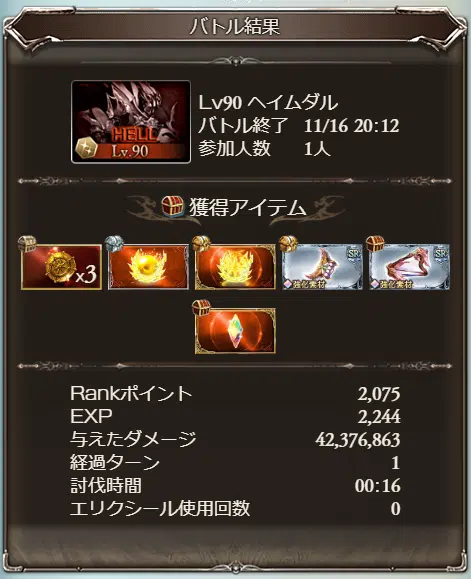 バトル結果
HELL
Lv.90
Lv90 ヘイムダル
バトル終了 11/16 20:12
参加人数 1人
獲得アイテム
x3
SR
強化素材
SR
強化素材
Rankポイント 2,075
EXP 2,244
与えたダメージ 42,376,863
経過ターン 1
討伐時間 00:16
エリクシール使用回数 0